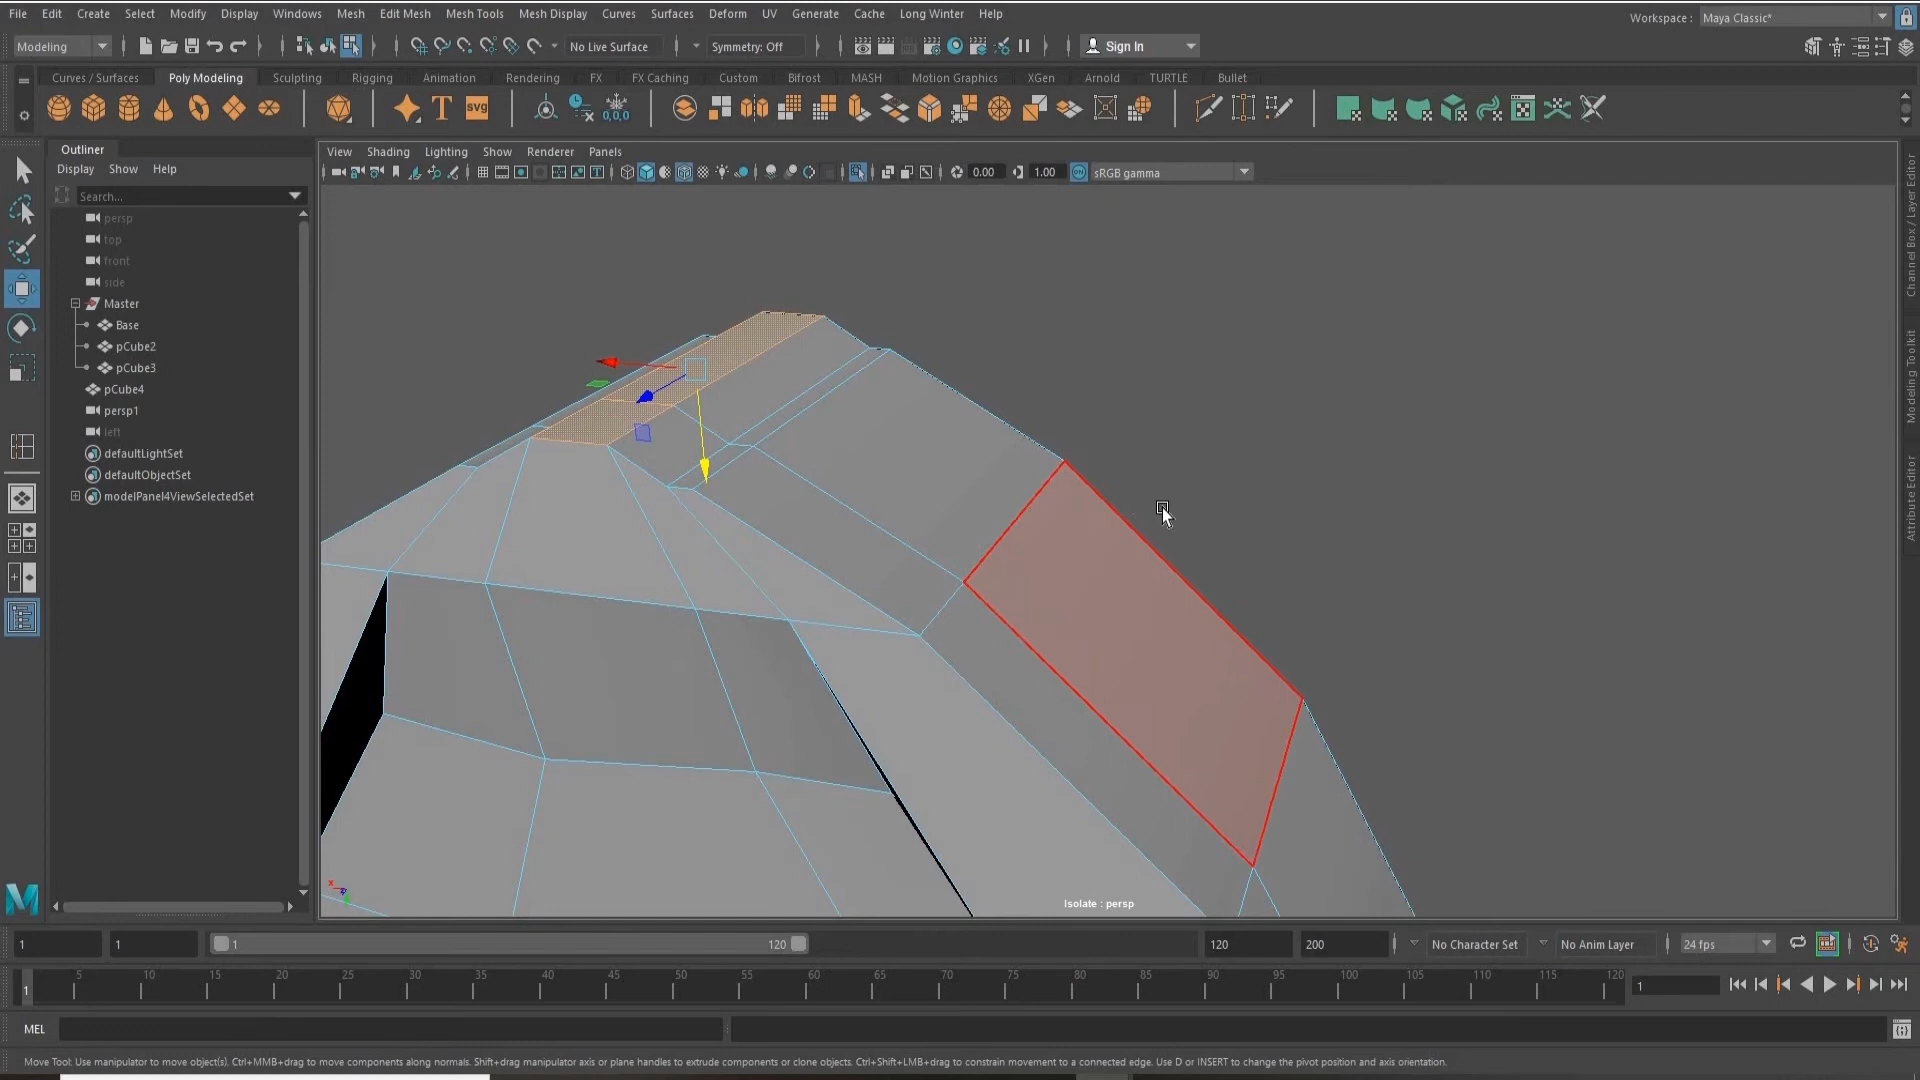 File Edit Create Select Modify Display Windows Mesh Edit Mesh Mesh Tools Mesh Display Curves Surfaces Deform UV Generate Cache Long Winter Help
Workspace : Maya Classic*
Modeling No Live Surface Symmetry: Off Sign In
Curves / Surfaces Poly Modeling Sculpting Rigging Animation Rendering FX FX Caching Custom Bifrost MASH Motion Graphics XGen Arnold TURTLE Bullet
T svg 0,0,0
Outliner
Display Show Help
Search...
persp
top
front
side
Master
Base
pCube2
pCube3
pCube4
persp1
left
defaultLightSet
defaultObjectSet
modelPanel4ViewSelectedSet
View Shading Lighting Show Renderer Panels
0.00 1.00 ON sRGB gamma
Isolate : persp
Channel Box / Layer Editor
Modeling Toolkit
Attribute Editor
1 1 1 120 120 200 No Character Set No Anim Layer 24 fps
1 5 10 15 20 25 30 35 40 45 50 55 60 65 70 75 80 85 90 95 100 105 110 115 120 1
MEL
Move Tool: Use manipulator to move object(s). Ctrl+MMB+drag to move components along normals. Shift+drag manipulator axis or plane handles to extrude components or clone objects. Ctrl+Shift+LMB+drag to constrain movement to a connected edge. Use D or INSERT to change the pivot position and axis orientation.